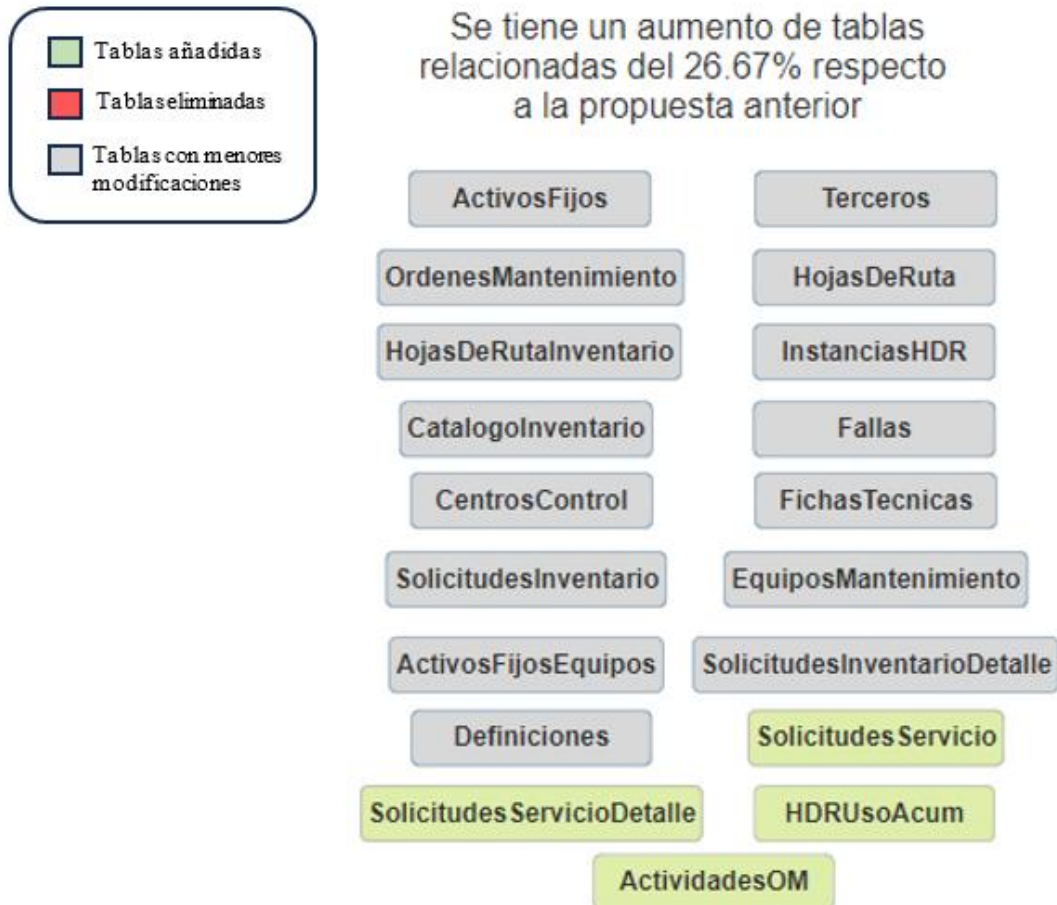 Tablas añadidas
Tablas eliminadas
Tablas con menores
modificaciones
Se tiene un aumento de tablas
relacionadas del 26.67% respecto
a la propuesta anterior
ActivosFijos
Terceros
OrdenesMantenimiento
HojasDeRuta
HojasDeRutaInventario
InstanciasHDR
CatalogoInventario
Fallas
CentrosControl
FichasTecnicas
SolicitudesInventario
EquiposMantenimiento
ActivosFijosEquipos
SolicitudesInventarioDetalle
Definiciones
SolicitudesServicio
SolicitudesServicioDetalle
HDRUsoAcum
ActividadesOM